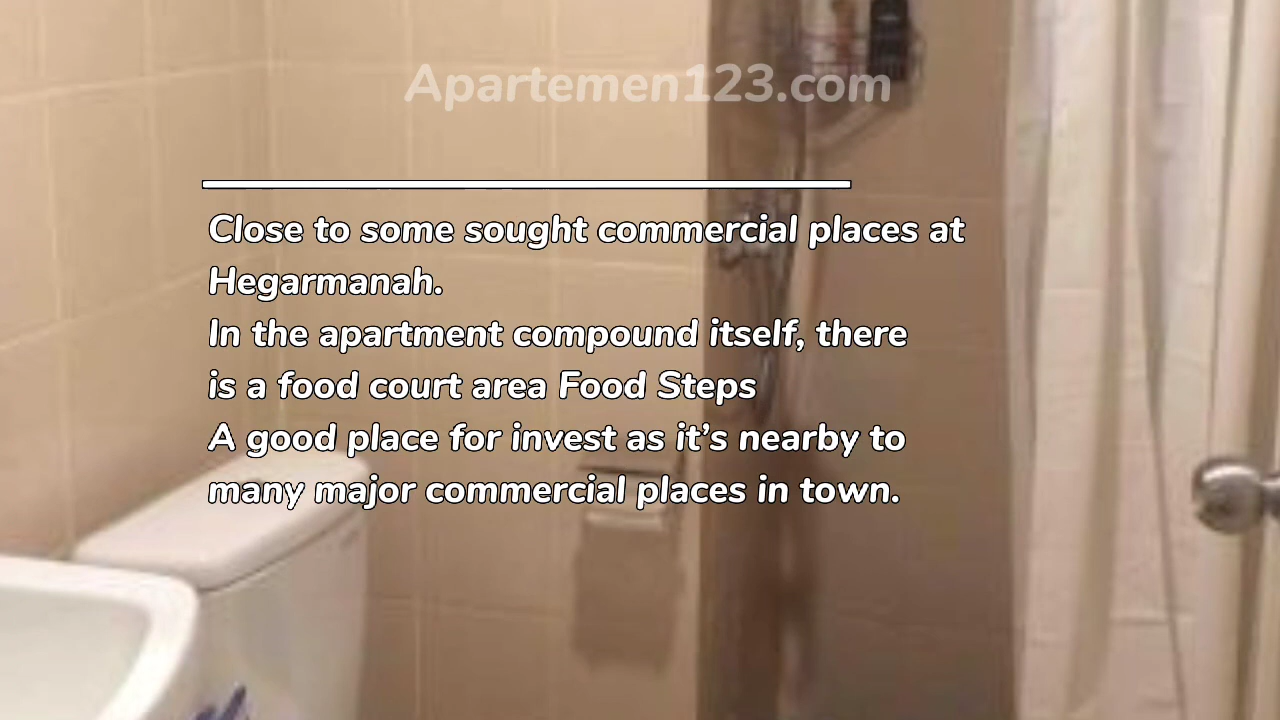 Apartemen123.com
Close to some sought commercial places at
Hegarmanah.
In the apartment compound itself, there
is a food court area Food Steps
A good place for invest as it's nearby to
many major commercial places in town.